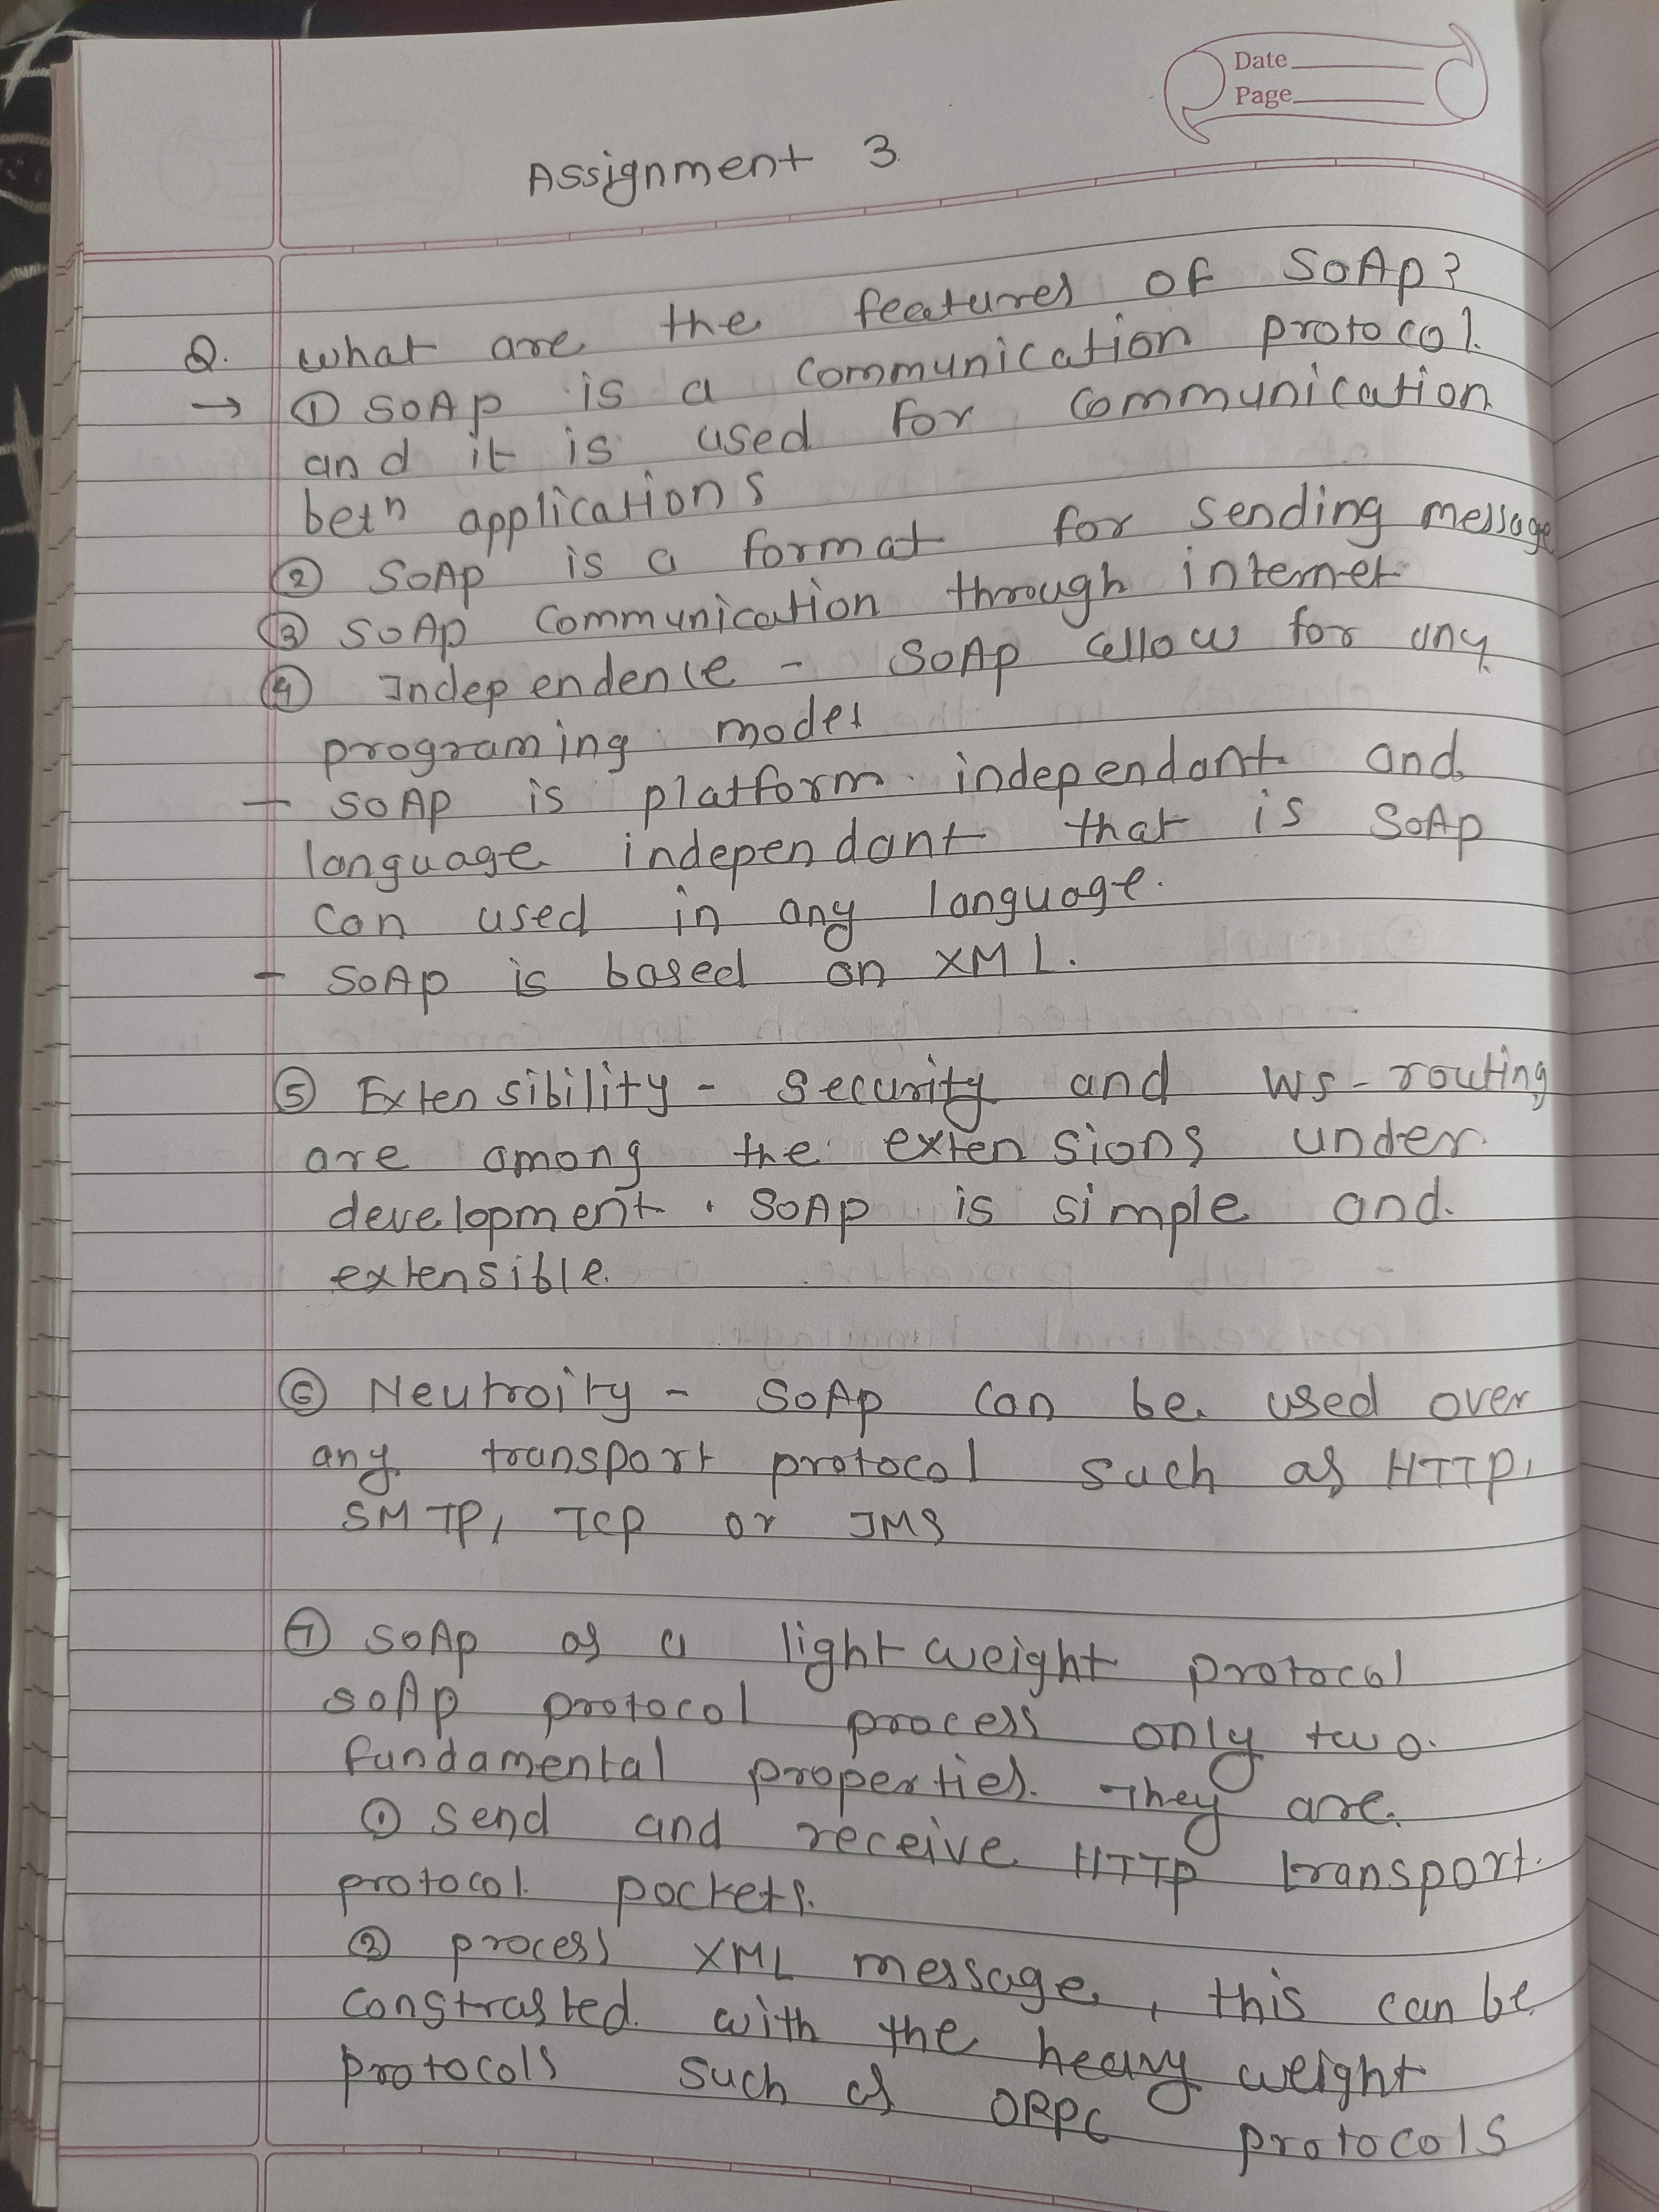 Date
Page
Assignment 3
Q. what are the features of SOAP?
→ ① SOAP is a communication protocol
and it is used for communication
betn applications
② SOAP is a format for sending message
③ SOAP communication through internet
④ Independence - SOAP allow for any
programing model
- SOAP is platform independant and
language independant that is SOAP
can used in any language.
- SOAP is based on XML.
⑤ Extensibility - security and WS-routing
are among the extensions under
development. SOAP is simple and
extensible.
⑥ Neutroity - SOAP can be used over
any transport protocol such as HTTP,
SMTP, TCP or JMS
⑦ SOAP as a light weight protocol
SOAP protocol process only two
fundamental properties. They are.
① send and receive HTTP transport
protocol pockets.
② process XML message, this can be
constrasted with the heavy weight
protocols such as ORPC protocols